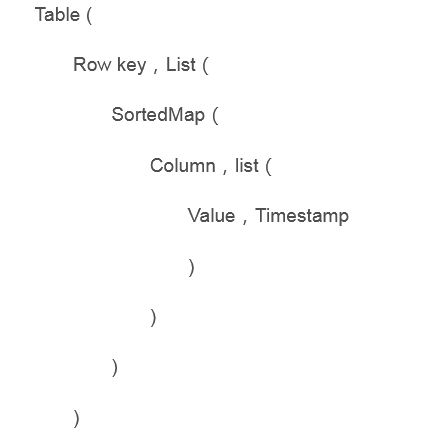 Table (
Row key , List (
SortedMap (
Column , list (
Value , Timestamp
)
)
)
)